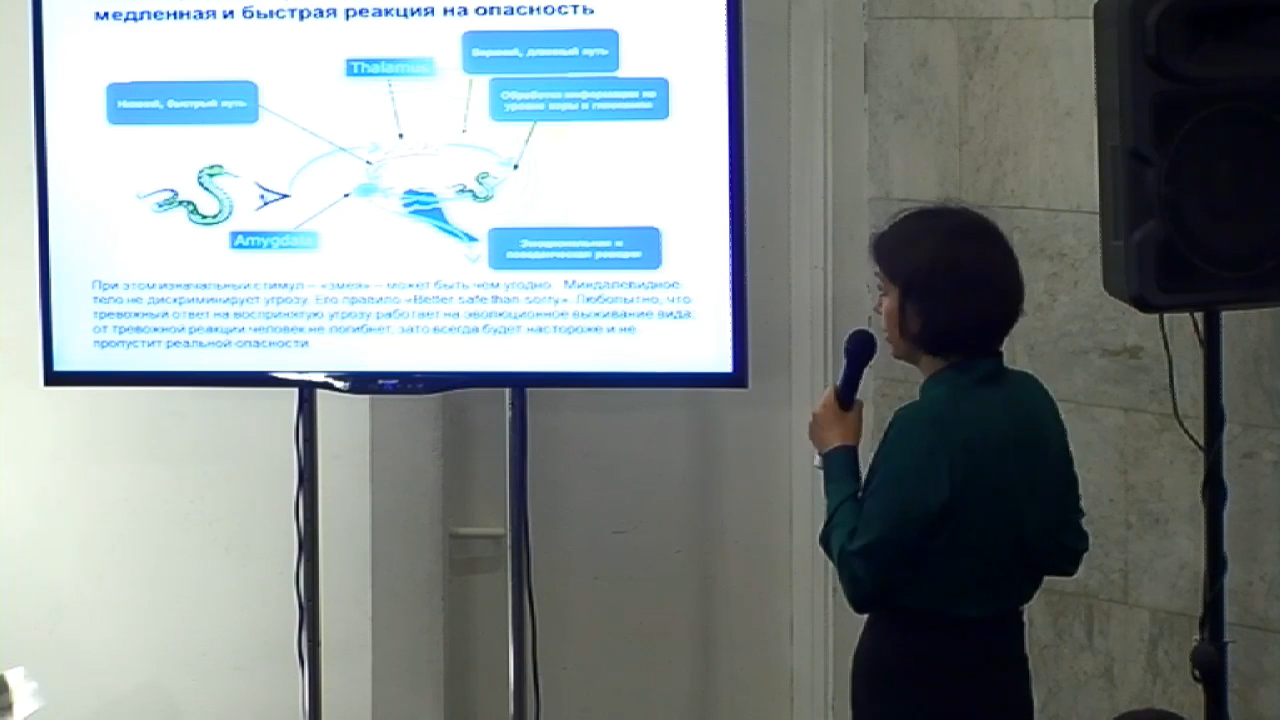 медленная и быстрая реакция на опасность
Верхний, длинный путь
Thalamus
Обработка информации на
уровне коры и гиппокампа
Нижний, быстрый путь
Amygdala
Эмоциональная и
поведенческая реакция
При этом изначальный стимул – «змея» – может быть чем угодно. Миндалевидное
тело не дискриминирует угрозу. Его правило «Better safe than sorry». Любопытно, что
тревожный ответ на воспринятую угрозу работает на эволюционное выживание вида:
от тревожной реакции человек не погибнет, зато всегда будет настороже и не
пропустит реальной опасности